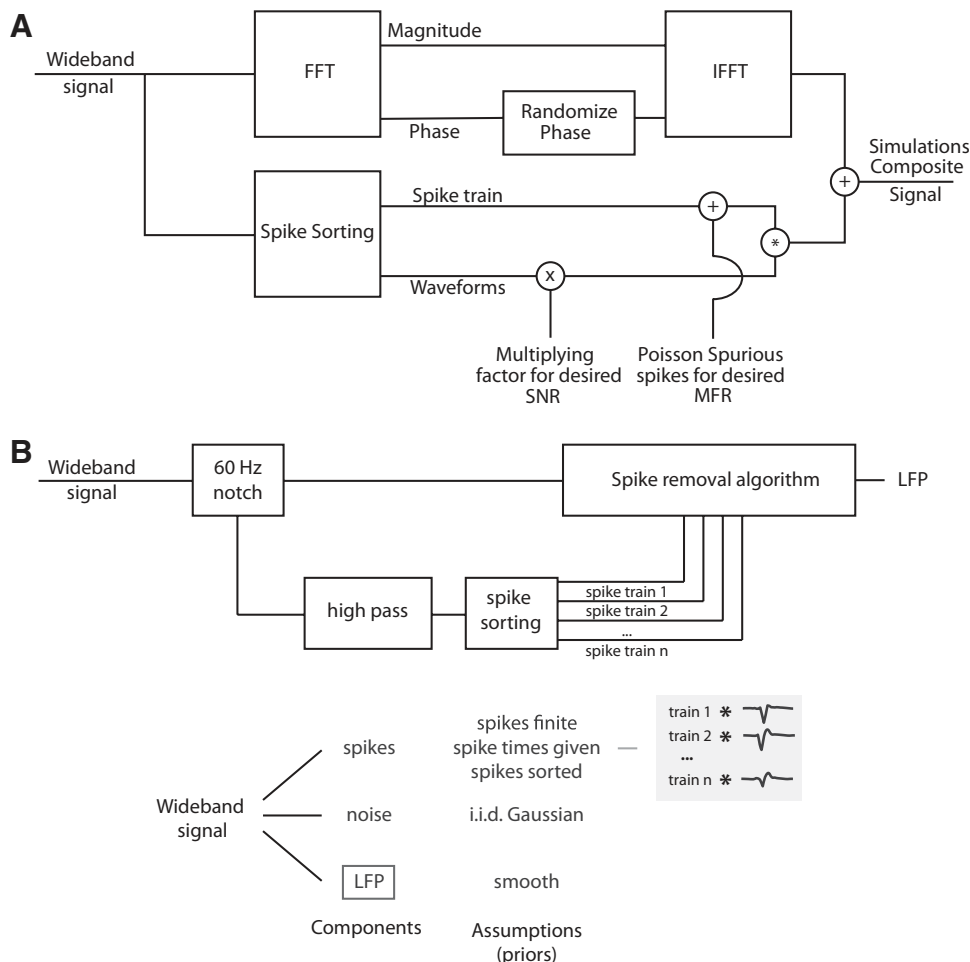 A
Wideband
signal
FFT
Magnitude
Phase
Randomize
Phase
IFFT
Simulations
Composite
Signal
+
Spike Sorting
Spike train
+
*
Waveforms
x
Multiplying
factor for desired
SNR
Poisson Spurious
spikes for desired
MFR
B
Wideband
signal
60 Hz
notch
Spike removal algorithm
LFP
high pass
spike
sorting
spike train 1
spike train 2
...
spike train n
Wideband
signal
spikes
spikes finite
spike times given
spikes sorted
train 1 *
train 2 *
...
train n *
noise
i.i.d. Gaussian
LFP
smooth
Components
Assumptions
(priors)